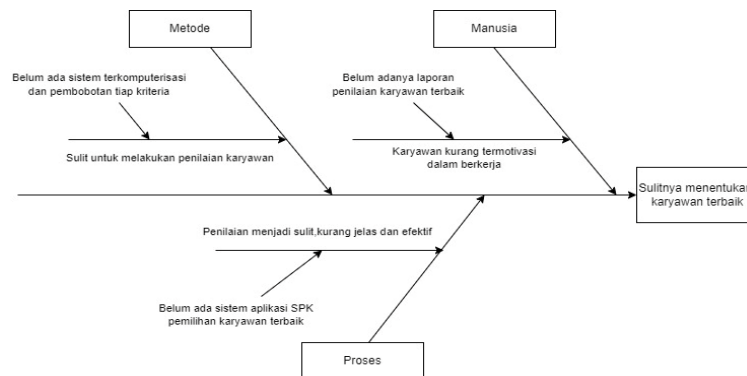 Metode
Manusia
Belum ada sistem terkomputerisasi
dan pembobotan tiap kriteria
Belum adanya laporan
penilaian karyawan terbaik
Sulit untuk melakukan penilaian karyawan
Karyawan kurang termotivasi
dalam berkerja
Sulitnya menentukan
karyawan terbaik
Penilaian menjadi sulit,kurang jelas dan efektif
Belum ada sistem aplikasi SPK
pemilihan karyawan terbaik
Proses